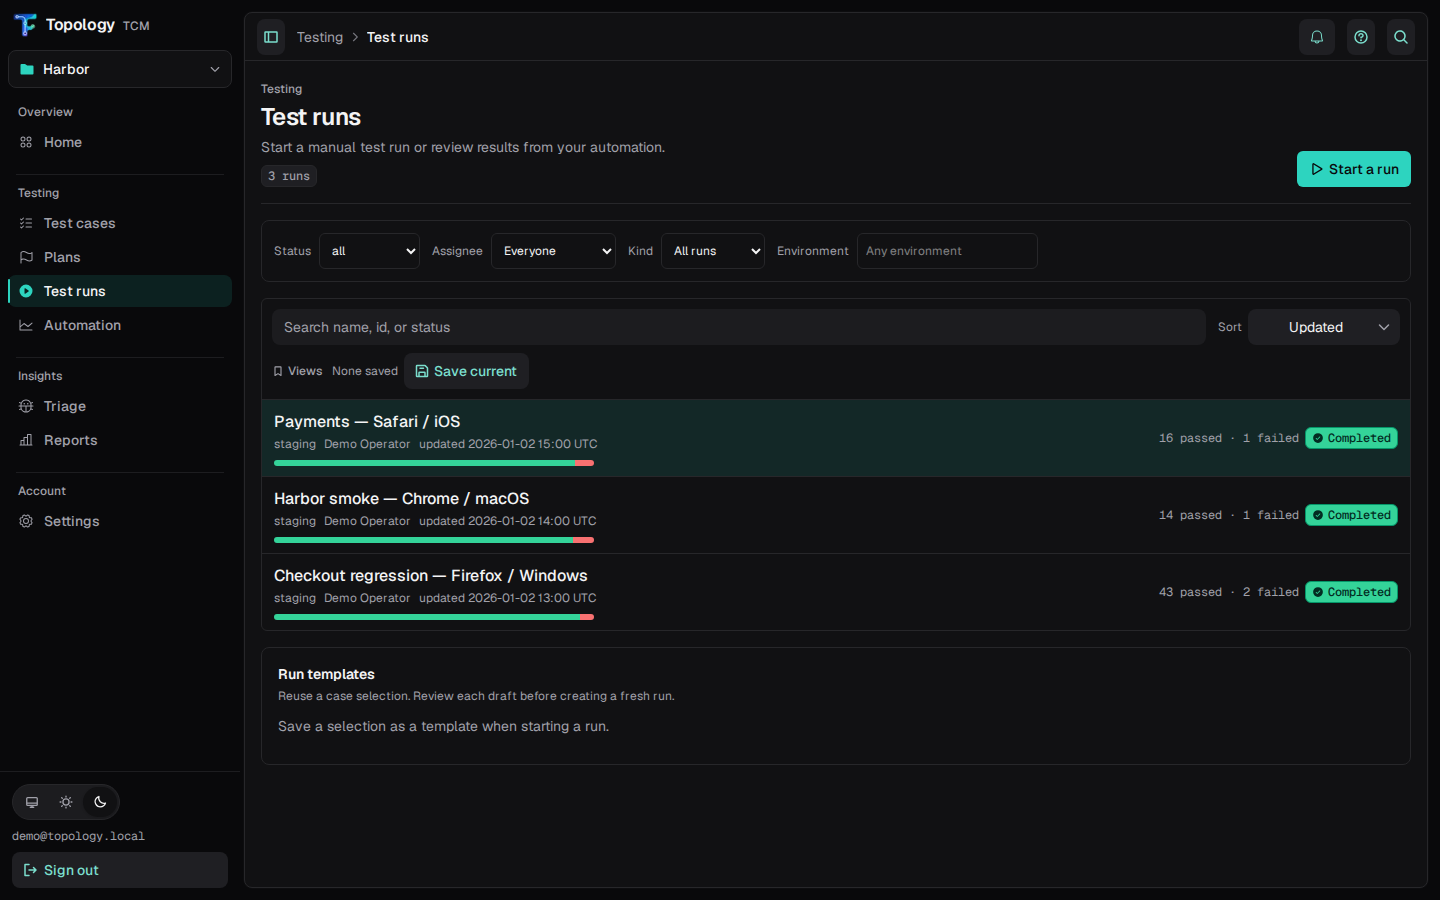 Topology TCM
Harbor
Overview
Home
Testing
Test cases
Plans
Test runs
Automation
Insights
Triage
Reports
Account
Settings
demo@topology.local
Sign out
Testing > Test runs
Testing
Test runs
Start a manual test run or review results from your automation.
3 runs
Start a run
Status all Assignee Everyone Kind All runs Environment Any environment
Search name, id, or status Sort Updated
Views None saved Save current
Payments — Safari / iOS
staging Demo Operator updated 2026-01-02 15:00 UTC
16 passed · 1 failed Completed
Harbor smoke — Chrome / macOS
staging Demo Operator updated 2026-01-02 14:00 UTC
14 passed · 1 failed Completed
Checkout regression — Firefox / Windows
staging Demo Operator updated 2026-01-02 13:00 UTC
43 passed · 2 failed Completed
Run templates
Reuse a case selection. Review each draft before creating a fresh run.
Save a selection as a template when starting a run.